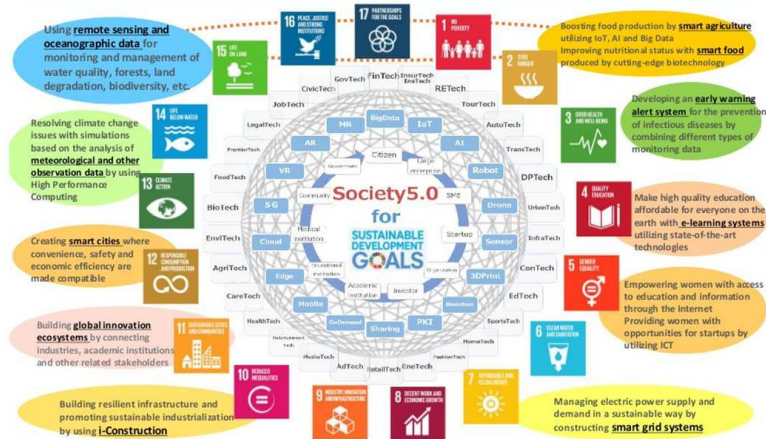 Using remote sensing and
oceanographic data for
monitoring and management of
water quality, forests, land
degradation, biodiversity, etc.
Resolving climate change
issues with simulations
based on the analysis of
meteorological and other
observation data by using
High Performance
Computing
Creating smart cities where
convenience, safety and
economic efficiency are
made compatible
Building global innovation
ecosystems by connecting
industries, academic institutions
and other related stakeholders
Building resilient infrastructure and
promoting sustainable industrialization
by using i-Construction
15 LIFE
ON LAND
16 PEACE, JUSTICE
AND STRONG
INSTITUTIONS
17 PARTNERSHIPS
FOR THE GOALS
1 NO
POVERTY
2 ZERO
HUNGER
14 LIFE
BELOW WATER
3 GOOD HEALTH
AND WELL-BEING
13 CLIMATE
ACTION
4 QUALITY
EDUCATION
12 RESPONSIBLE
CONSUMPTION
AND PRODUCTION
5 GENDER
EQUALITY
11 SUSTAINABLE CITIES
AND COMMUNITIES
6 CLEAN WATER
AND SANITATION
10 REDUCED
INEQUALITIES
9 INDUSTRY, INNOVATION
AND INFRASTRUCTURE
8 DECENT WORK AND
ECONOMIC GROWTH
7 AFFORDABLE AND
CLEAN ENERGY
GovTech
FinTech
InsurTech
CivicTech
RETech
JobTech
TourTech
LegalTech
AutoTech
PremierTech
TransTech
FoodTech
DPTech
BioTech
UrbanTech
EnviTech
InfraTech
AgriTech
ConTech
CareTech
EdTech
HealthTech
SportsTech
Entertainment
Tech
HomeTech
MediaTech
FashionTech
AdTech
RetailTech
EneTech
BigData
MR
IoT
AR
AI
VR
Robot
5G
Drone
Cloud
Sensor
Edge
3DPrint
Mobile
Blockchain
OnDemand
Sharing
PKI
Citizen
Government
Large
enterprise
Community
SME
Medical
institution
Startup
Educational
institution
Organization
Academic
institution
Investor
Society5.0
for
SUSTAINABLE
DEVELOPMENT
GOALS
Boosting food production by smart agriculture
utilizing IoT, AI and Big Data
Improving nutritional status with smart food
produced by cutting-edge biotechnology
Developing an early warning
alert system for the prevention
of infectious diseases by
combining different types of
monitoring data
Make high quality education
affordable for everyone on the
earth with e-learning systems
utilizing state-of-the-art
technologies
Empowering women with access
to education and information
through the Internet
Providing women with
opportunities for startups by
utilizing ICT
Managing electric power supply and
demand in a sustainable way by
constructing smart grid systems